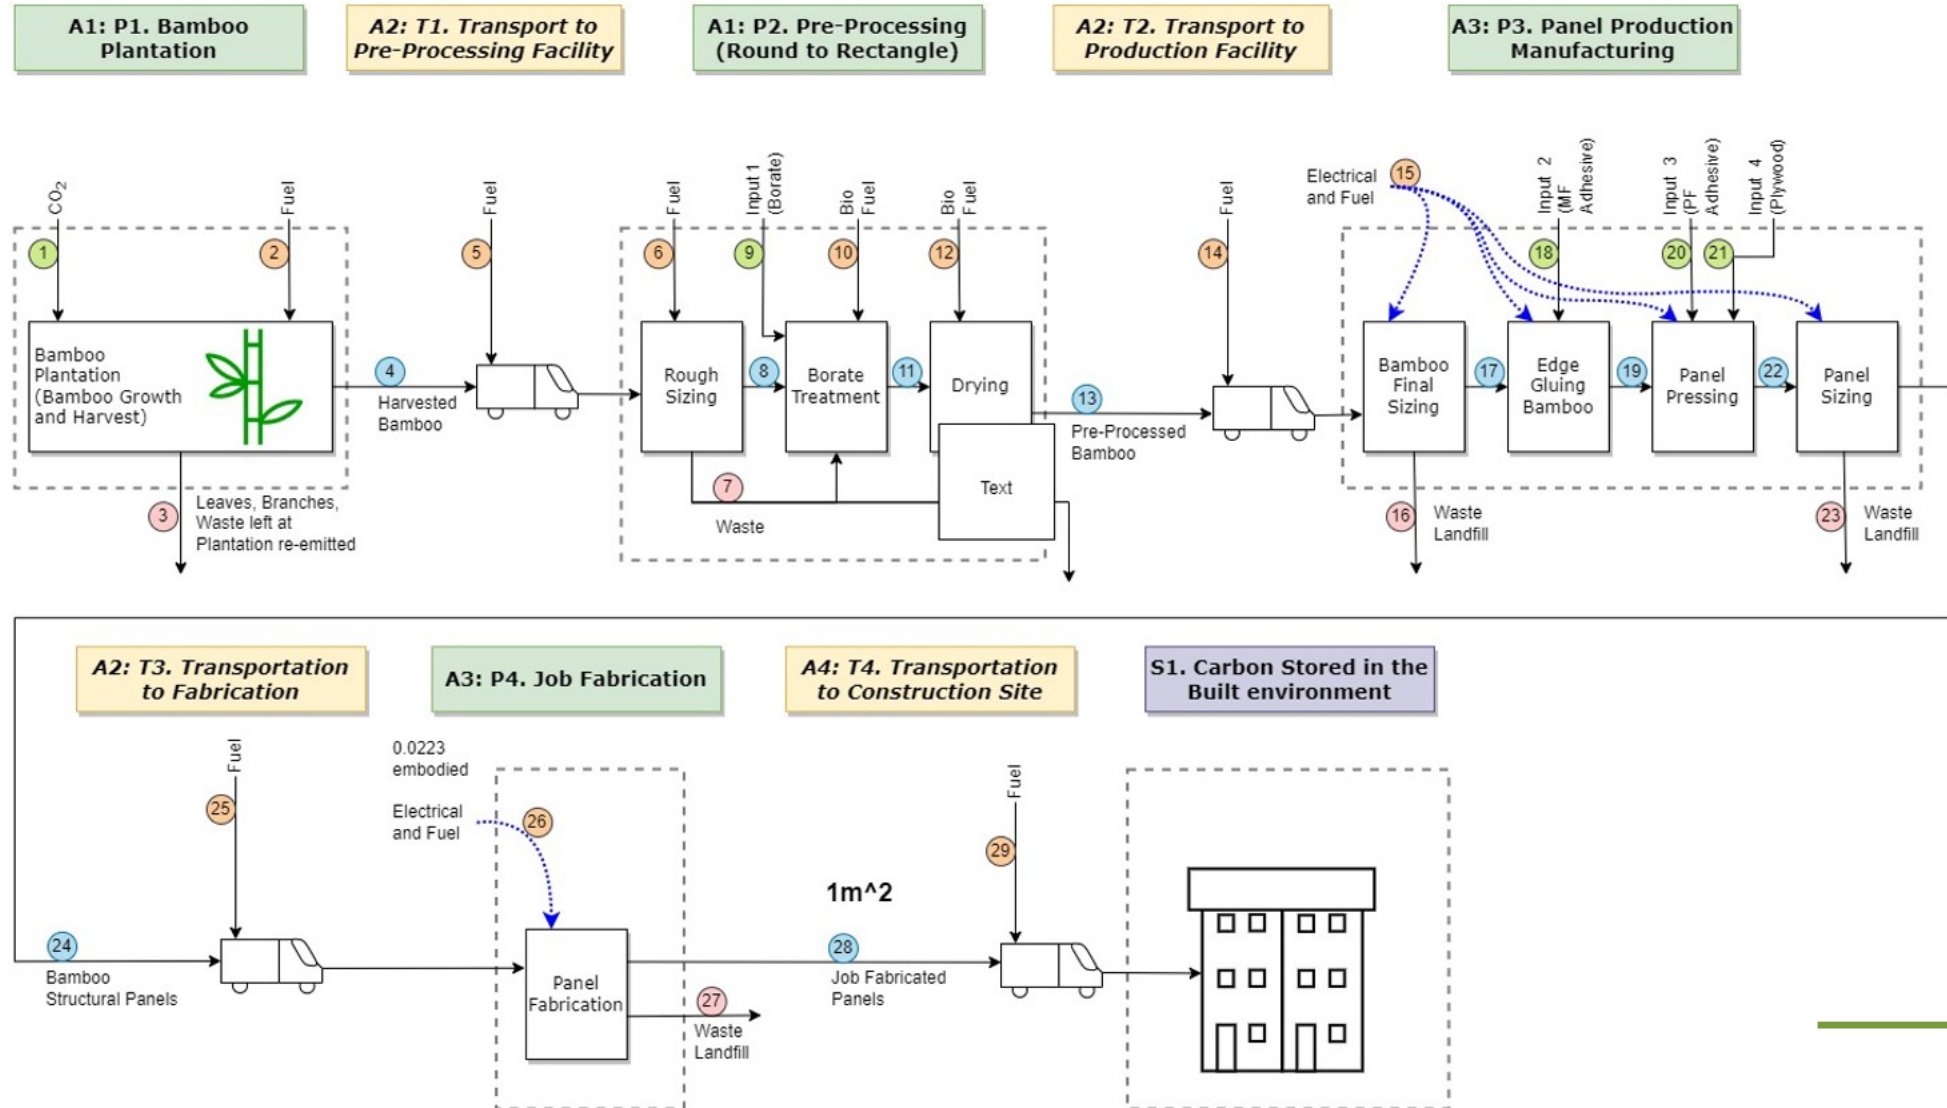 A1: P1. Bamboo
Plantation
A2: T1. Transport to
Pre-Processing Facility
A1: P2. Pre-Processing
(Round to Rectangle)
A2: T2. Transport to
Production Facility
A3: P3. Panel Production
Manufacturing
CO2
1
Fuel
2
Bamboo
Plantation
(Bamboo Growth
and Harvest)
3
Leaves, Branches,
Waste left at
Plantation re-emitted
4
Harvested
Bamboo
Fuel
5
Fuel
6
Input 1
(Borate)
9
Bio
Fuel
10
Bio
Fuel
12
Rough
Sizing
8
Borate
Treatment
11
Drying
7
Waste
Text
13
Pre-Processed
Bamboo
Fuel
14
Electrical
and Fuel
15
Input 2
(MF
Adhesive)
18
Input 3
(PF
Adhesive)
20
Input 4
(Plywood)
21
Bamboo
Final
Sizing
17
Edge
Gluing
Bamboo
19
Panel
Pressing
22
Panel
Sizing
16
Waste
Landfill
23
Waste
Landfill
A2: T3. Transportation
to Fabrication
A3: P4. Job Fabrication
A4: T4. Transportation
to Construction Site
S1. Carbon Stored in the
Built environment
Fuel
25
24
Bamboo
Structural Panels
0.0223
embodied
Electrical
and Fuel
26
Panel
Fabrication
27
Waste
Landfill
1m^2
28
Job Fabricated
Panels
Fuel
29